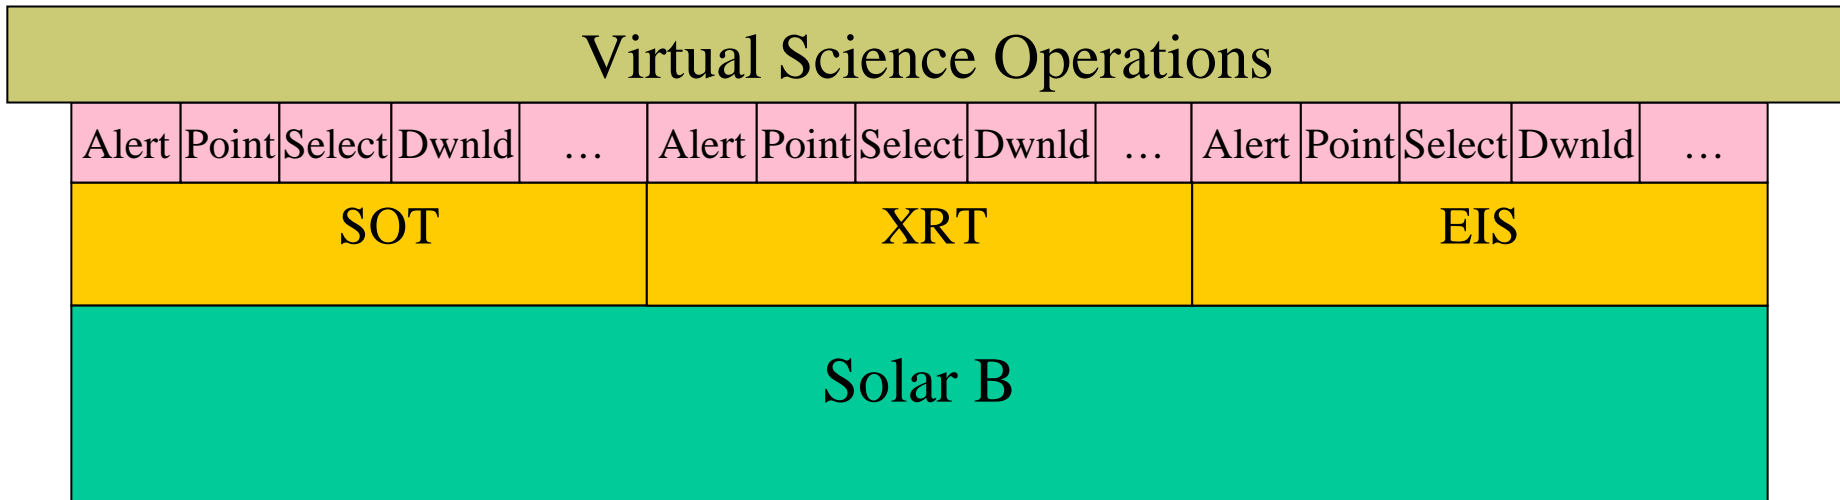 Virtual Science Operations
Alert Point Select Dwnld … Alert Point Select Dwnld … Alert Point Select Dwnld …
SOT XRT EIS
Solar B